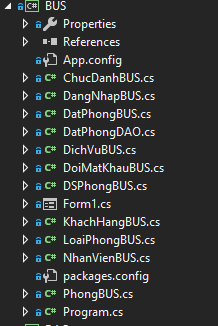 C# BUS
Properties
References
App.config
C# ChucDanhBUS.cs
C# DangNhapBUS.cs
C# DatPhongBUS.cs
C# DatPhongDAO.cs
C# DichVuBUS.cs
C# DoiMatKhauBUS.cs
C# DSPhongBUS.cs
Form1.cs
C# KhachHangBUS.cs
C# LoaiPhongBUS.cs
C# NhanVienBUS.cs
packages.config
C# PhongBUS.cs
C# Program.cs